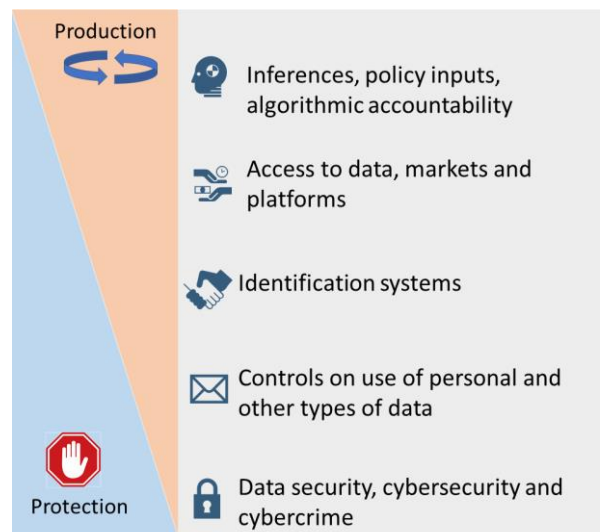 Production
Inferences, policy inputs,
algorithmic accountability
Access to data, markets and
platforms
Identification systems
Controls on use of personal and
other types of data
Data security, cybersecurity and
cybercrime
Protection